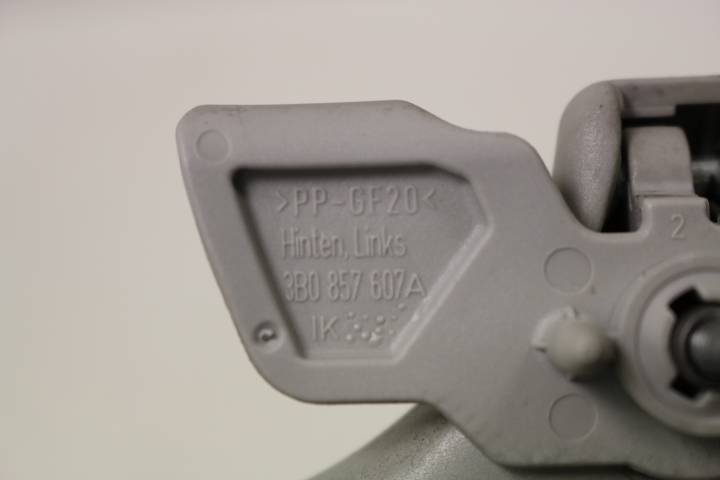 >PP-GF20<
Hinten, Links
3B0 857 607A
IK
2